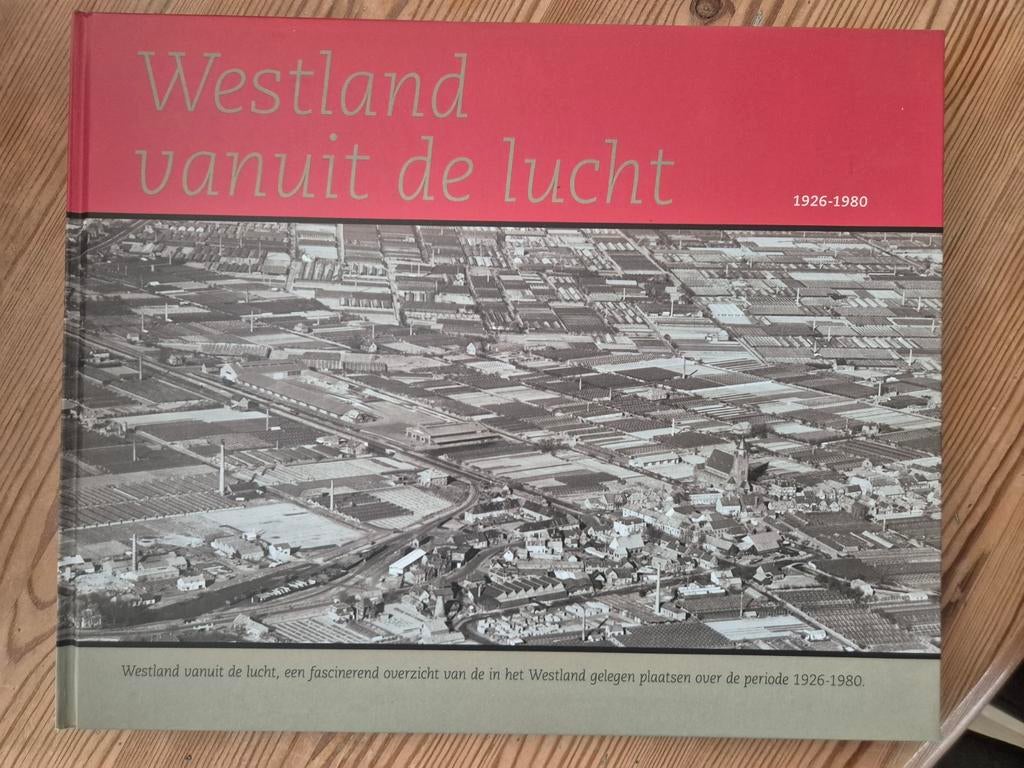 Westland
vanuit de lucht
1926-1980
Westland vanuit de lucht, een fascinerend overzicht van de in het Westland gelegen plaatsen over de periode 1926-1980.